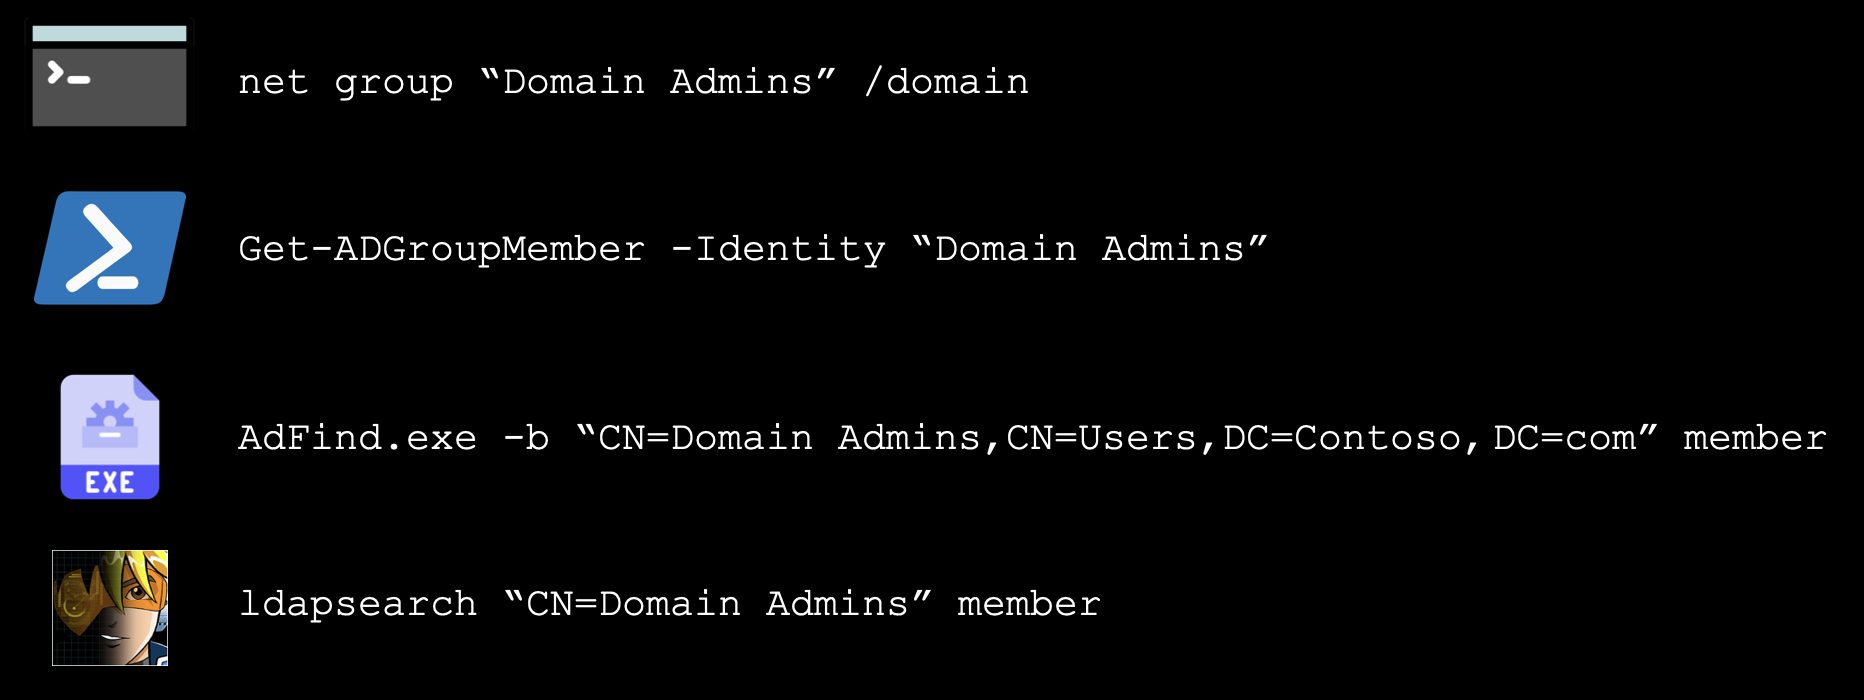 net group “Domain Admins” /domain
Get-ADGroupMember -Identity “Domain Admins”
AdFind.exe -b “CN=Domain Admins,CN=Users,DC=Contoso,DC=com” member
EXE
ldapsearch “CN=Domain Admins” member